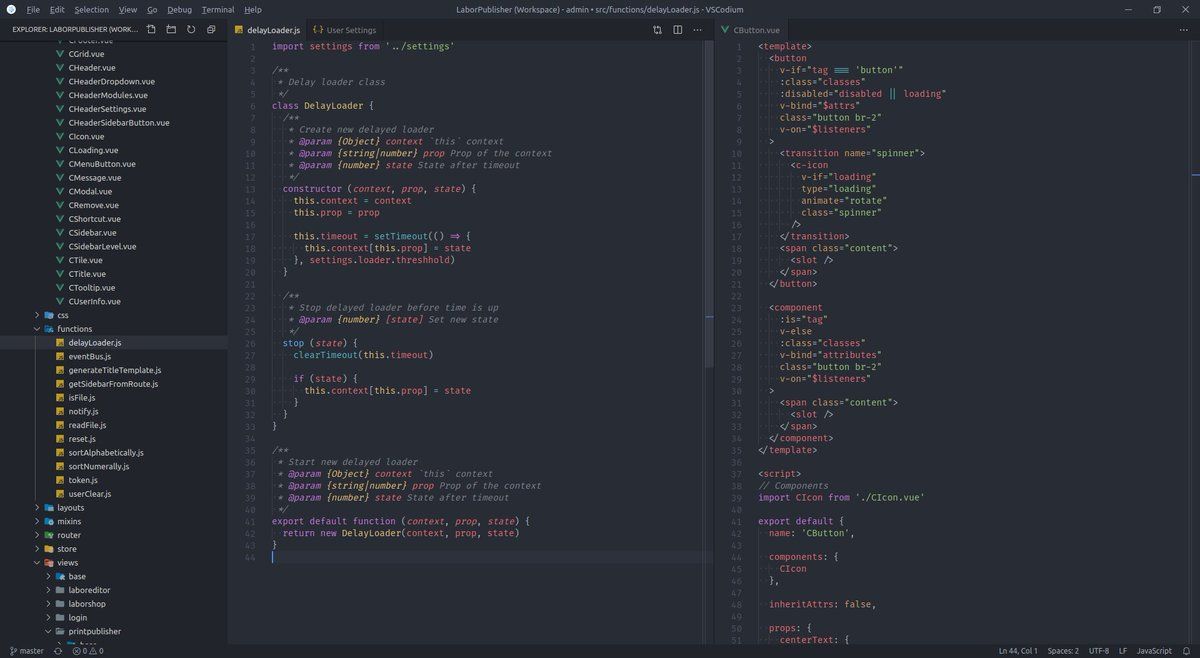 File Edit Selection View Go Debug Terminal Help
LaborPublisher (Workspace) - admin • src/functions/delayLoader.js - VSCodium
EXPLORER: LABORPUBLISHER (WORK...
CGrid.vue
CHeader.vue
CHeaderDropdown.vue
CHeaderModules.vue
CHeaderSettings.vue
CHeaderSidebarButton.vue
CIcon.vue
CLoading.vue
CMenuButton.vue
CMessage.vue
CModal.vue
CRemove.vue
CShortcut.vue
CSidebar.vue
CSidebarLevel.vue
CTile.vue
CTitle.vue
CTooltip.vue
CUserInfo.vue
css
functions
delayLoader.js
eventBus.js
generateTitleTemplate.js
getSidebarFromRoute.js
isFile.js
notify.js
readFile.js
reset.js
sortAlphabetically.js
sortNumerally.js
token.js
userClear.js
layouts
mixins
router
store
views
base
laboreditor
laborshop
login
printpublisher
delayLoader.js
User Settings
1 import settings from '../settings'
2
3 /**
4 * Delay loader class
5 */
6 class DelayLoader {
7 /**
8 * Create new delayed loader
9 * @param {Object} context `this` context
10 * @param {string|number} prop Prop of the context
11 * @param {number} state State after timeout
12 */
13 constructor (context, prop, state) {
14 this.context = context
15 this.prop = prop
16
17 this.timeout = setTimeout(() => {
18 this.context[this.prop] = state
19 }, settings.loader.threshhold)
20 }
21
22 /**
23 * Stop delayed loader before time is up
24 * @param {number} [state] Set new state
25 */
26 stop (state) {
27 clearTimeout(this.timeout)
28
29 if (state) {
30 this.context[this.prop] = state
31 }
32 }
33 }
34
35 /**
36 * Start new delayed loader
37 * @param {Object} context `this` context
38 * @param {string|number} prop Prop of the context
39 * @param {number} state State after timeout
40 */
41 export default function (context, prop, state) {
42 return new DelayLoader(context, prop, state)
43 }
44
CButton.vue
1 <template>
2 <button
3 v-if="tag === 'button'"
4 :class="classes"
5 :disabled="disabled || loading"
6 v-bind="$attrs"
7 class="button br-2"
8 v-on="$listeners"
9 >
10 <transition name="spinner">
11 <c-icon
12 v-if="loading"
13 type="loading"
14 animate="rotate"
15 class="spinner"
16 />
17 </transition>
18 <span class="content">
19 <slot />
20 </span>
21 </button>
22
23 <component
24 :is="tag"
25 v-else
26 :class="classes"
27 v-bind="attributes"
28 class="button br-2"
29 v-on="$listeners"
30 >
31 <span class="content">
32 <slot />
33 </span>
34 </component>
35 </template>
36
37 <script>
38 // Components
39 import CIcon from './CIcon.vue'
40
41 export default {
42 name: 'CButton',
43
44 components: {
45 CIcon
46 },
47
48 inheritAttrs: false,
49
50 props: {
51 centerText: {
master
0 0
Ln 44, Col 1 Spaces: 2 UTF-8 LF JavaScript